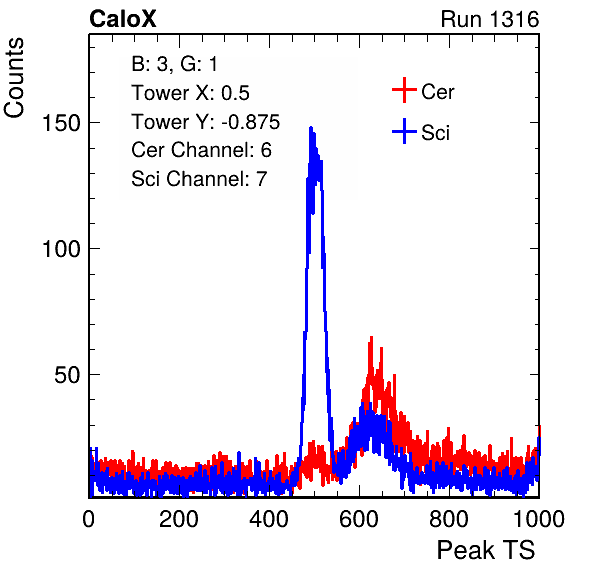 CaloX Run 1316
Counts
B: 3, G: 1
Tower X: 0.5
Tower Y: -0.875
Cer Channel: 6
Sci Channel: 7
Cer
Sci
150
100
50
0 200 400 600 800 1000
Peak TS